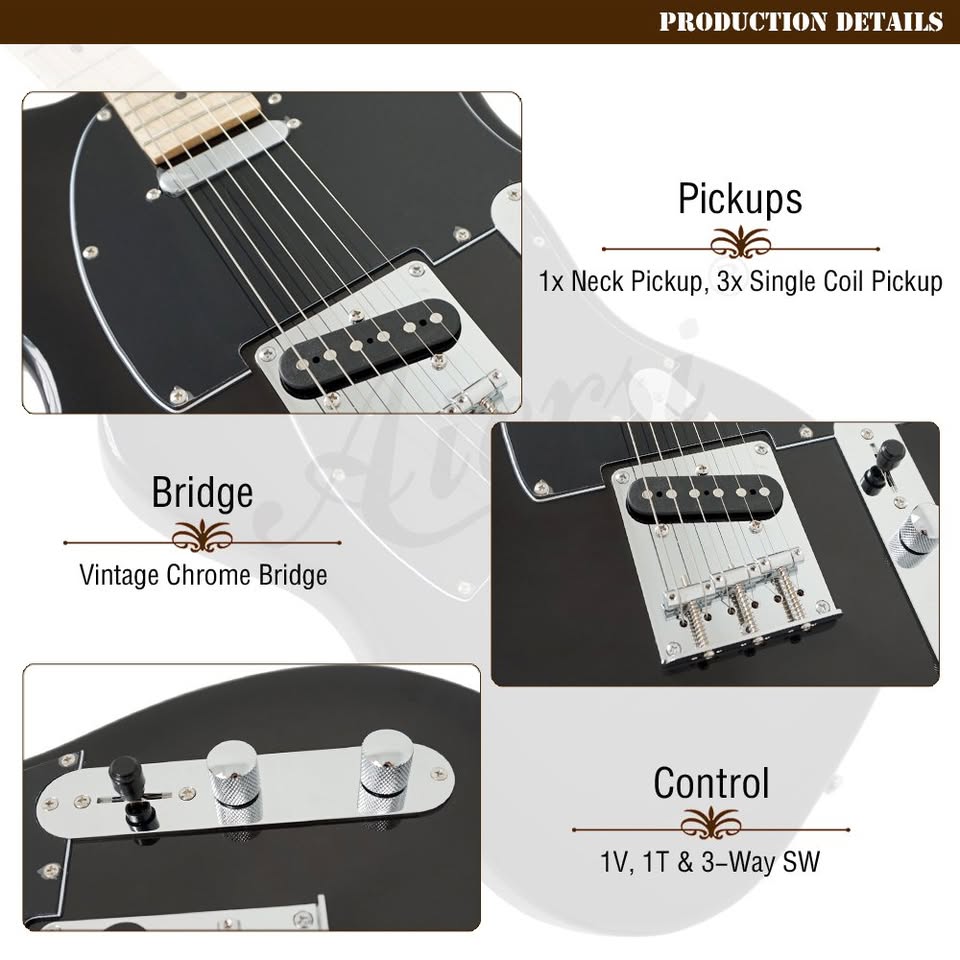 PRODUCTION DETAILS
Pickups
1x Neck Pickup, 3x Single Coil Pickup
Bridge
Vintage Chrome Bridge
Control
1V, 1T & 3–Way SW
Aiersi